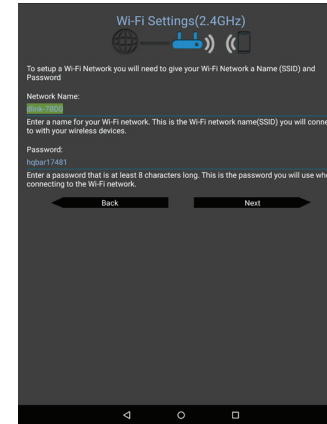 Wi-Fi Settings(2.4GHz)
To setup a Wi-Fi Network you will need to give your Wi-Fi Network a Name (SSID) and
Password
Network Name:
dlink-7800
Enter a name for your Wi-Fi network. This is the Wi-Fi network name(SSID) you will conne
to with your wireless devices.
Password:
hqbar17481
Enter a password that is at least 8 characters long. This is the password you will use whe
connecting to the Wi-Fi network.
Back
Next